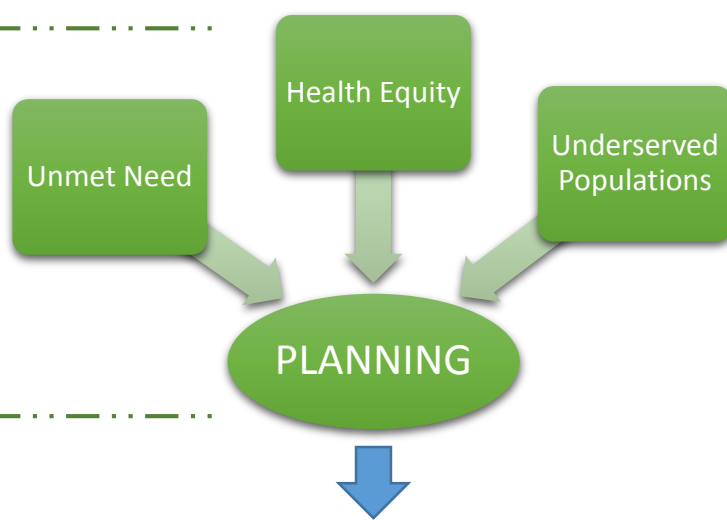 Health Equity
Unmet Need
Underserved
Populations
PLANNING